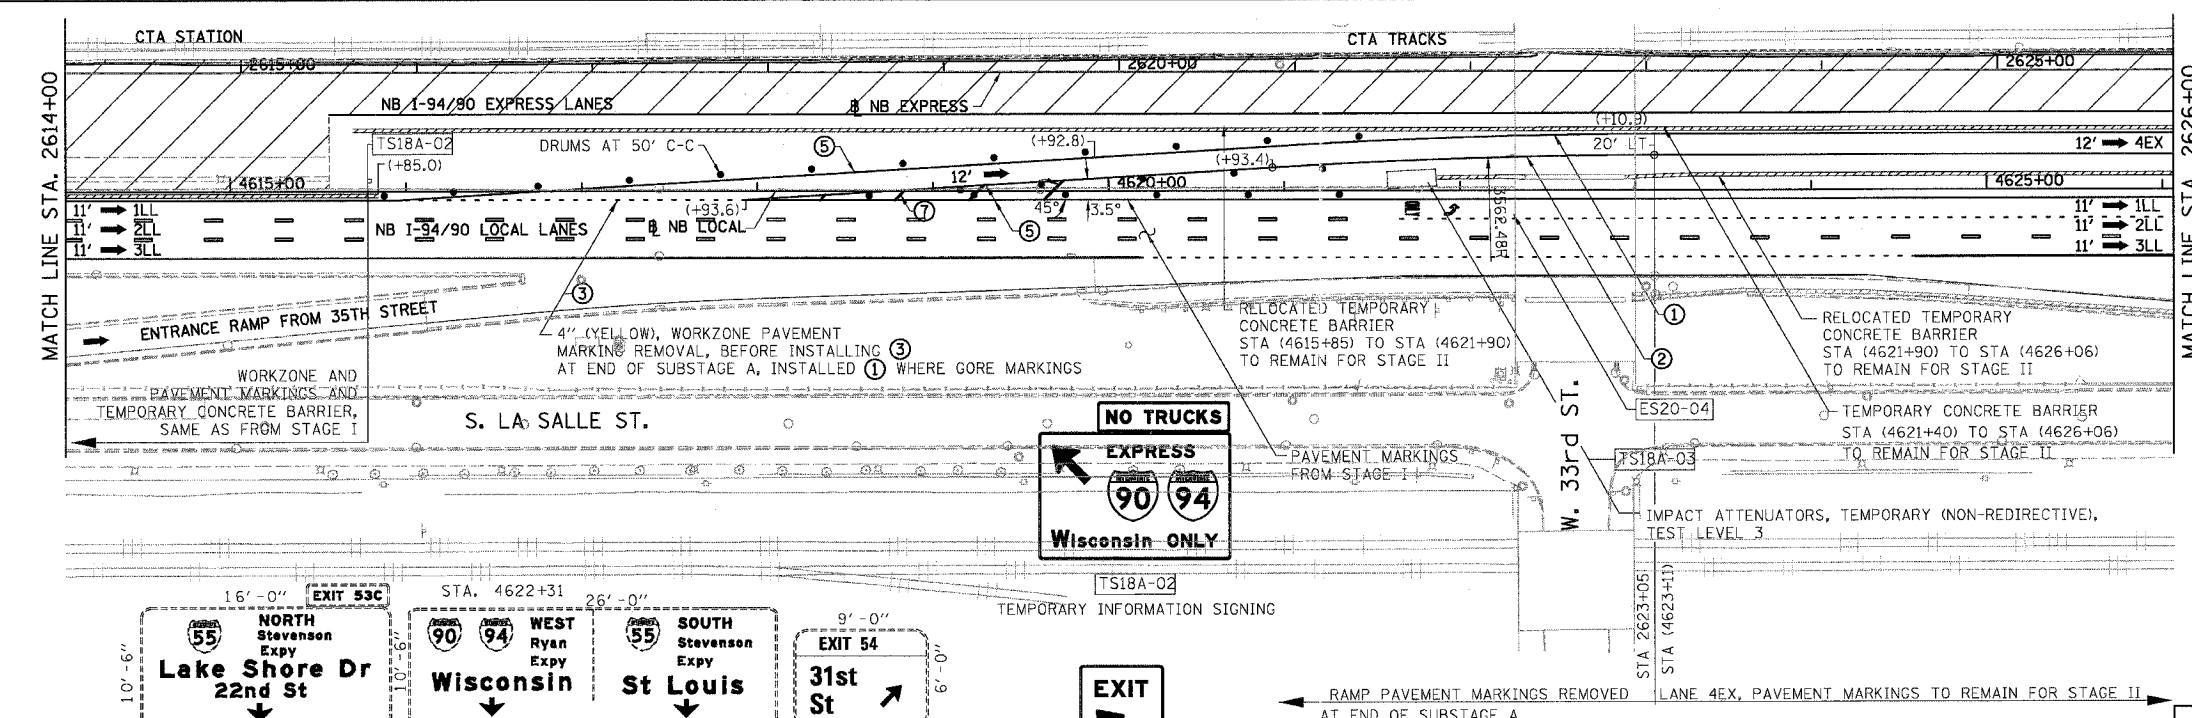 CTA STATION
CTA TRACKS
2615+00
2620+00
2625+00
MATCH LINE STA. 2614+00
MATCH LINE STA. 2626+00
NB I-94/90 EXPRESS LANES
NB EXPRESS
(+10.9)
TS18A-02
DRUMS AT 50' C-C
5
(+92.8)
20' LT
12' 4EX
(+85.0)
(+93.4)
12'
4615+00
4620+00
4625+00
11' 1LL
11' 2LL
11' 3LL
(+93.6)
7
45°
3.5°
NB I-94/90 LOCAL LANES
NB LOCAL
5
11' 1LL
11' 2LL
11' 3LL
3
ENTRANCE RAMP FROM 35TH STREET
4" (YELLOW), WORKZONE PAVEMENT
MARKING REMOVAL, BEFORE INSTALLING 3
AT END OF SUBSTAGE A, INSTALLED 1 WHERE GORE MARKINGS
RELOCATED TEMPORARY
CONCRETE BARRIER
STA (4615+85) TO STA (4621+90)
TO REMAIN FOR STAGE II
1
2
RELOCATED TEMPORARY
CONCRETE BARRIER
STA (4621+90) TO STA (4626+06)
TO REMAIN FOR STAGE II
WORKZONE AND
PAVEMENT MARKINGS AND
TEMPORARY CONCRETE BARRIER,
SAME AS FROM STAGE I
S. LA SALLE ST.
NO TRUCKS
EXPRESS
90 94
Wisconsin ONLY
PAVEMENT MARKINGS
FROM STAGE I
W. 33rd ST.
ES20-04
TEMPORARY CONCRETE BARRIER
STA (4621+40) TO STA (4626+06)
TO REMAIN FOR STAGE II
TS18A-03
IMPACT ATTENUATORS, TEMPORARY (NON-REDIRECTIVE),
TEST LEVEL 3
TS18A-02
TEMPORARY INFORMATION SIGNING
STA 2623+05
STA (4623+11)
16'-0"
EXIT 53C
10'-6"
55
NORTH
Stevenson
Expy
Lake Shore Dr
22nd St
STA. 4622+31
26'-0"
10'-6"
90 94
WEST
Ryan
Expy
Wisconsin
55
SOUTH
Stevenson
Expy
St Louis
9'-0"
EXIT 54
31st
St
6'-0"
EXIT
RAMP PAVEMENT MARKINGS REMOVED
AT END OF SUBSTAGE A
LANE 4EX, PAVEMENT MARKINGS TO REMAIN FOR STAGE II